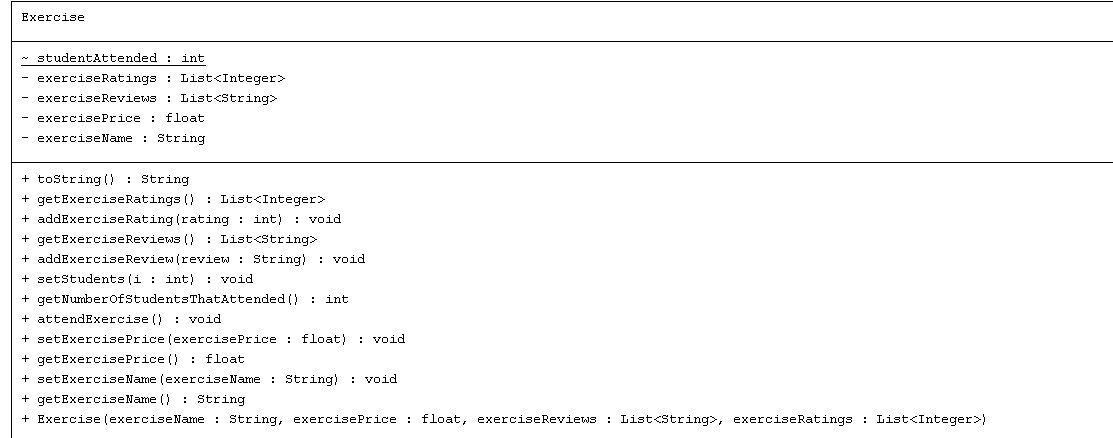 Exercise
~ studentAttended : int
- exerciseRatings : List<Integer>
- exerciseReviews : List<String>
- exercisePrice : float
- exerciseName : String
+ toString() : String
+ getExerciseRatings() : List<Integer>
+ addExerciseRating(rating : int) : void
+ getExerciseReviews() : List<String>
+ addExerciseReview(review : String) : void
+ setStudents(i : int) : void
+ getNumberOfStudentsThatAttended() : int
+ attendExercise() : void
+ setExercisePrice(exercisePrice : float) : void
+ getExercisePrice() : float
+ setExerciseName(exerciseName : String) : void
+ getExerciseName() : String
+ Exercise(exerciseName : String, exercisePrice : float, exerciseReviews : List<String>, exerciseRatings : List<Integer>)